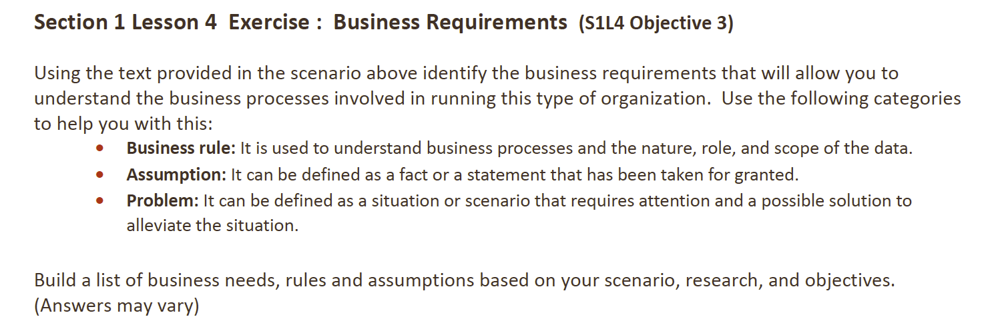 Section 1 Lesson 4  Exercise :  Business Requirements  (S1L4 Objective 3)
Using the text provided in the scenario above identify the business requirements that will allow you to
understand the business processes involved in running this type of organization.  Use the following categories
to help you with this:
• Business rule: It is used to understand business processes and the nature, role, and scope of the data.
• Assumption: It can be defined as a fact or a statement that has been taken for granted.
• Problem: It can be defined as a situation or scenario that requires attention and a possible solution to
alleviate the situation.
Build a list of business needs, rules and assumptions based on your scenario, research, and objectives.
(Answers may vary)